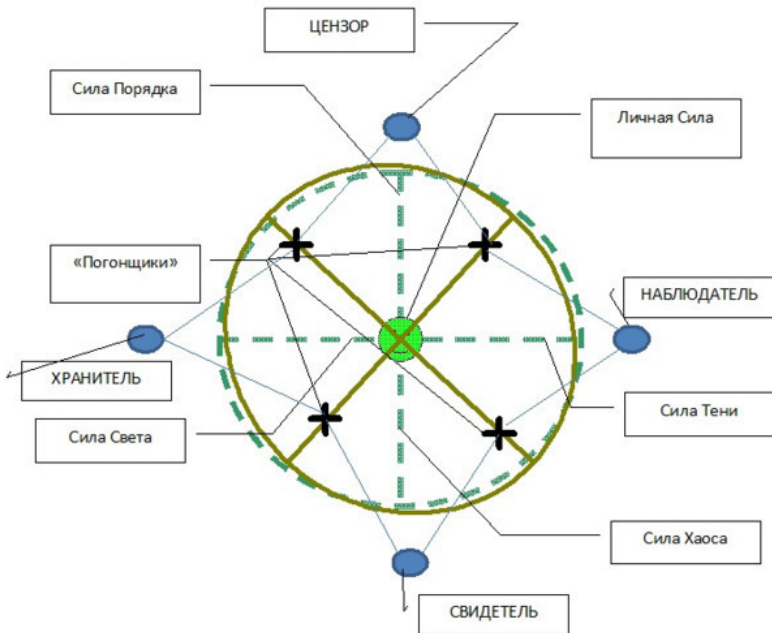 ЦЕНЗОР
Сила Порядка
Личная Сила
«Погонщики»
НАБЛЮДАТЕЛЬ
ХРАНИТЕЛЬ
Сила Света
Сила Тени
Сила Хаоса
СВИДЕТЕЛЬ